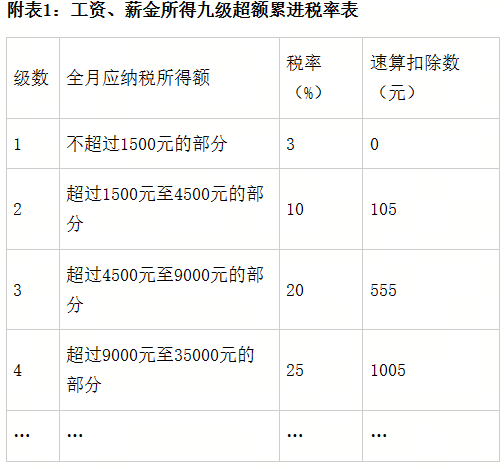 附表1：工资、薪金所得九级超额累进税率表
级数 全月应纳税所得额 税率（%） 速算扣除数（元）
1 不超过1500元的部分 3 0
2 超过1500元至4500元的部分 10 105
3 超过4500元至9000元的部分 20 555
4 超过9000元至35000元的部分 25 1005
… … … …